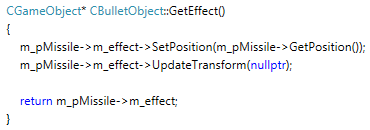 CGameObject* CBulletObject::GetEffect()
{
    m_pMissile->m_effect->SetPosition(m_pMissile->GetPosition());
    m_pMissile->m_effect->UpdateTransform(nullptr);

    return m_pMissile->m_effect;
}